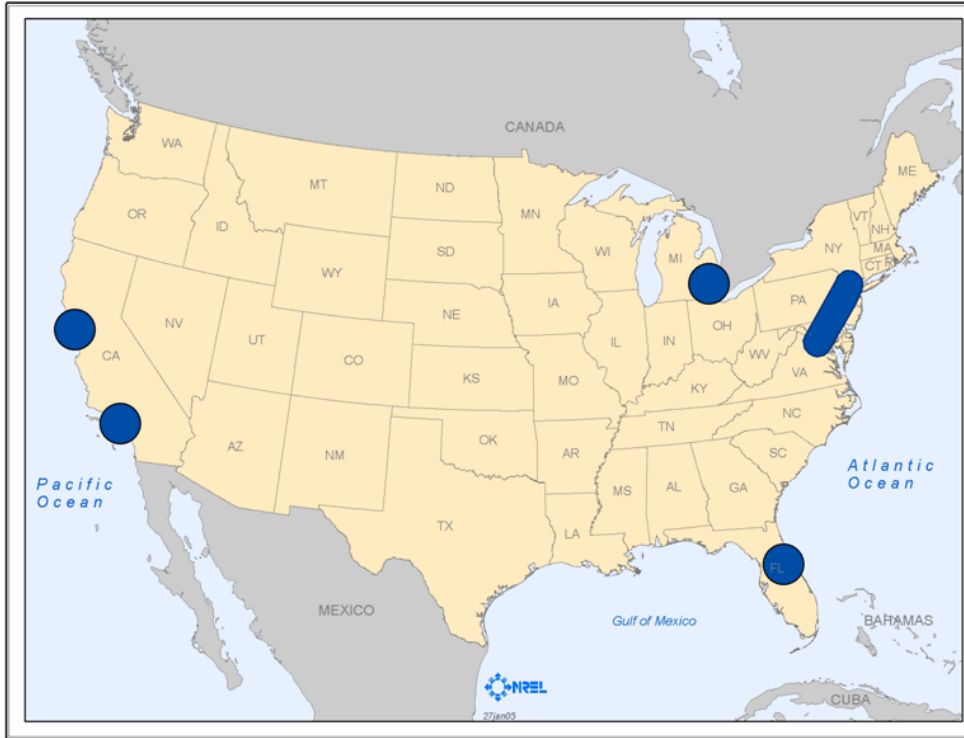 CANADA
WA
MT
ND
MN
ME
OR
ID
SD
WI
MI
VT
NH
NY
MA
CT
R
WY
IA
PA
NE
NV
UT
CO
IL
IN
OH
WV
VA
CA
KS
MO
KY
NC
TN
AZ
NM
OK
AR
SC
MS
AL
GA
Pacific
Ocean
Atlantic
Ocean
TX
LA
FL
MEXICO
Gulf of Mexico
BAHAMAS
NREL
CUBA
27jan05